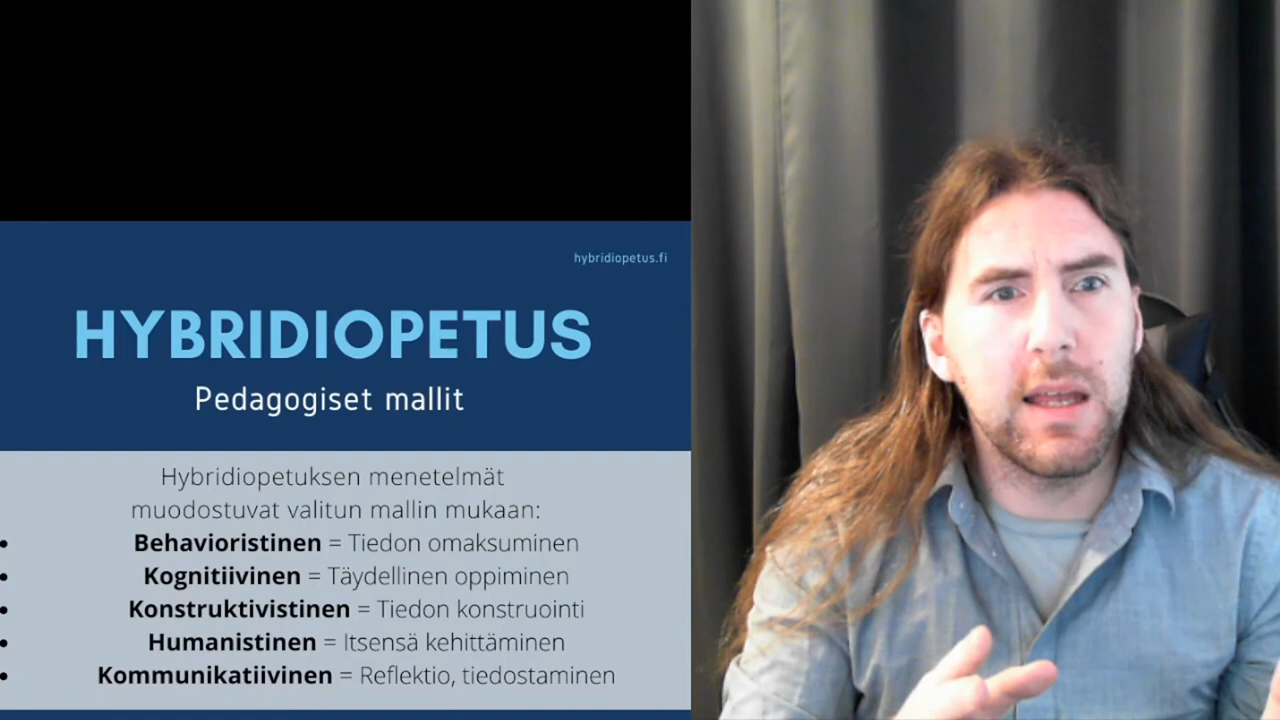 hybridiopetus.fi
HYBRIDIOPETUS
Pedagogiset mallit
Hybridiopetuksen menetelmät
muodostuvat valitun mallin mukaan:
• Behavioristinen = Tiedon omaksuminen
• Kognitiivinen = Täydellinen oppiminen
• Konstruktivistinen = Tiedon konstruointi
• Humanistinen = Itsensä kehittäminen
• Kommunikatiivinen = Reflektio, tiedostaminen